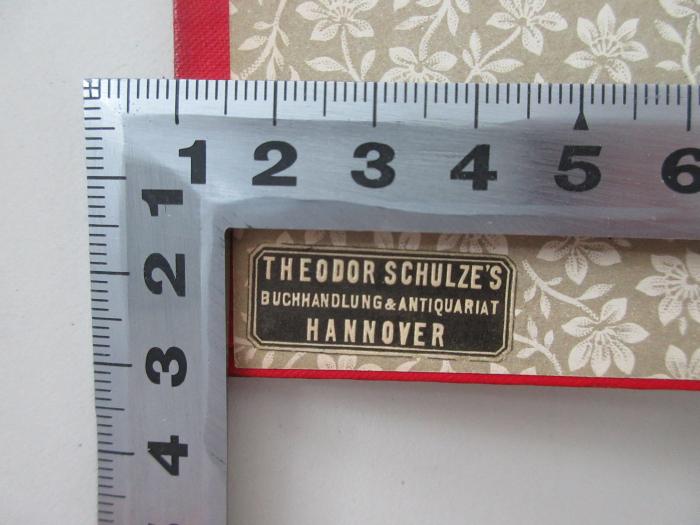 1 2 3 4 5 6
1
2
3
4
THEODOR SCHULZE'S
BUCHHANDLUNG & ANTIQUARIAT
HANNOVER